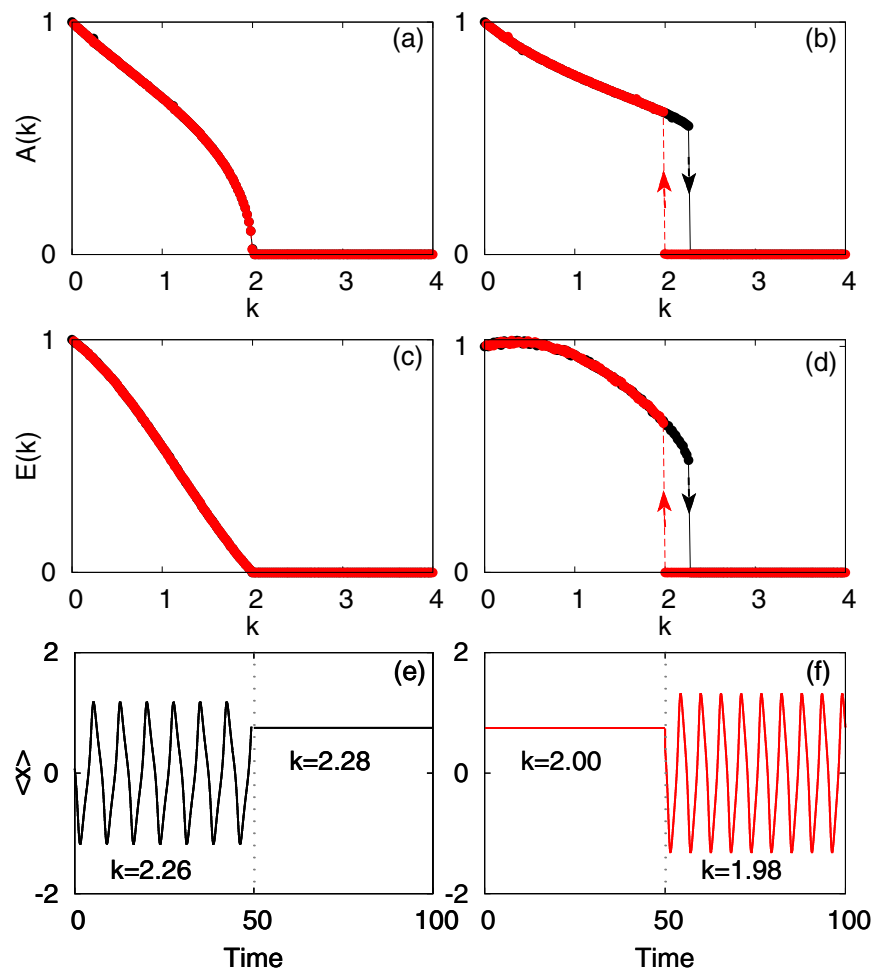 1
(a)
A(k)
0
0 1 2 3 4
k
1
(b)
0
0 1 2 3 4
k
1
(c)
E(k)
0
0 1 2 3 4
k
1
(d)
0
0 1 2 3 4
k
2
(e)
<x>
0
k=2.28
k=2.26
-2
0 50 100
Time
2
(f)
0
k=2.00
k=1.98
-2
0 50 100
Time